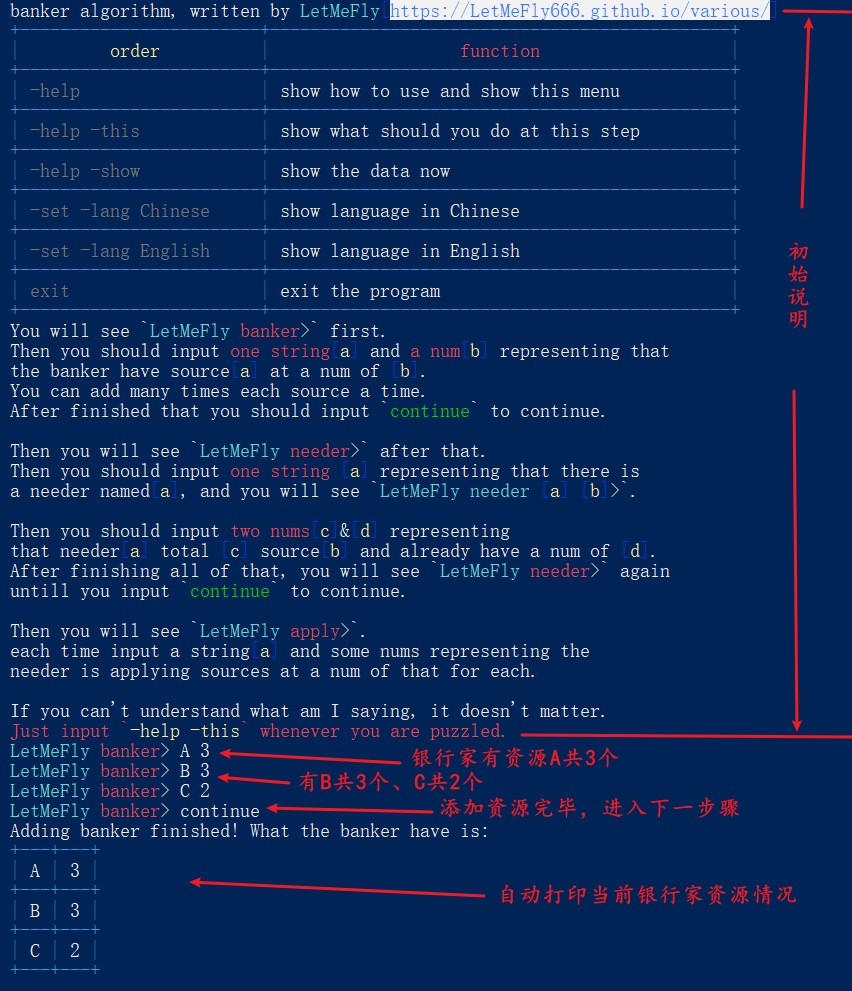 banker algorithm, written by LetMeFly[https://LetMeFly666.github.io/various/]
order function
-help show how to use and show this menu
-help -this show what should you do at this step
-help -show show the data now
-set -lang Chinese show language in Chinese
-set -lang English show language in English
exit exit the program
初始说明
You will see `LetMeFly banker>` first.
Then you should input one string[a] and a num[b] representing that
the banker have source[a] at a num of [b].
You can add many times each source a time.
After finished that you should input `continue` to continue.
Then you will see `LetMeFly needer>` after that.
Then you should input one string [a] representing that there is
a needer named[a], and you will see `LetMeFly needer [a] [b]>`.
Then you should input two nums[c]&[d] representing
that needer[a] total [c] source[b] and already have a num of [d].
After finishing all of that, you will see `LetMeFly needer>` again
untill you input `continue` to continue.
Then you will see `LetMeFly apply>`.
each time input a string[a] and some nums representing the
needer is applying sources at a num of that for each.
If you can't understand what am I saying, it doesn't matter.
Just input `-help -this` whenever you are puzzled.
LetMeFly banker> A 3
银行家有资源A共3个
LetMeFly banker> B 3
有B共3个、C共2个
LetMeFly banker> C 2
LetMeFly banker> continue
添加资源完毕，进入下一步骤
Adding banker finished! What the banker have is:
A 3
自动打印当前银行家资源情况
B 3
C 2